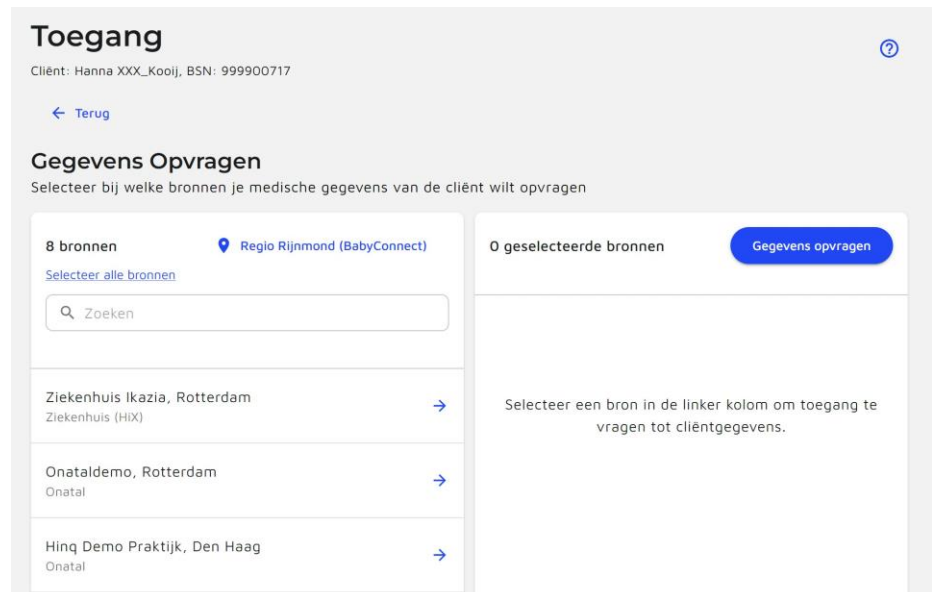 Toegang
Cliënt: Hanna XXX_Kooij, BSN: 999900717
← Terug
Gegevens Opvragen
Selecteer bij welke bronnen je medische gegevens van de cliënt wilt opvragen
8 bronnen
Regio Rijnmond (BabyConnect)
Selecteer alle bronnen
Zoeken
Ziekenhuis Ikazia, Rotterdam
Ziekenhuis (HiX)
Onataldemo, Rotterdam
Onatal
Hinq Demo Praktijk, Den Haag
Onatal
0 geselecteerde bronnen
Gegevens opvragen
Selecteer een bron in de linker kolom om toegang te
vragen tot cliëntgegevens.